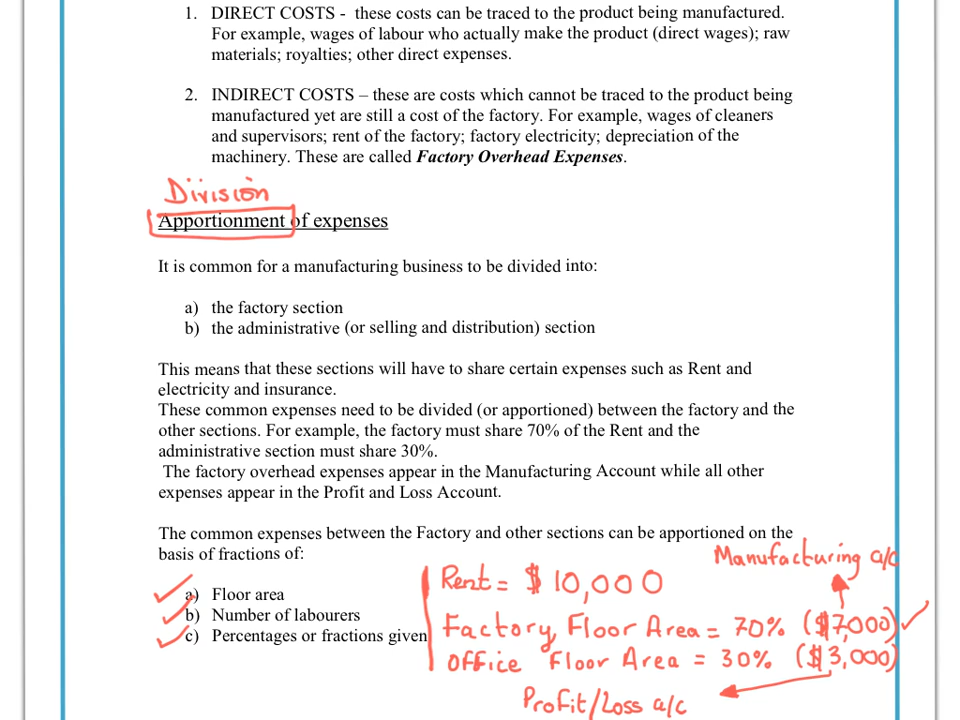 1. DIRECT COSTS - these costs can be traced to the product being manufactured.
For example, wages of labour who actually make the product (direct wages); raw
materials; royalties; other direct expenses.
2. INDIRECT COSTS – these are costs which cannot be traced to the product being
manufactured yet are still a cost of the factory. For example, wages of cleaners
and supervisors; rent of the factory; factory electricity; depreciation of the
machinery. These are called Factory Overhead Expenses.
Division
Apportionment of expenses
It is common for a manufacturing business to be divided into:
a) the factory section
b) the administrative (or selling and distribution) section
This means that these sections will have to share certain expenses such as Rent and
electricity and insurance.
These common expenses need to be divided (or apportioned) between the factory and the
other sections. For example, the factory must share 70% of the Rent and the
administrative section must share 30%.
The factory overhead expenses appear in the Manufacturing Account while all other
expenses appear in the Profit and Loss Account.
The common expenses between the Factory and other sections can be apportioned on the
basis of fractions of:
Manufacturing a/c
a) Floor area
b) Number of labourers
c) Percentages or fractions given
Rent = $ 10,000
Factory Floor Area = 70% ($7,000)
Office Floor Area = 30% ($3,000)
Profit/Loss a/c